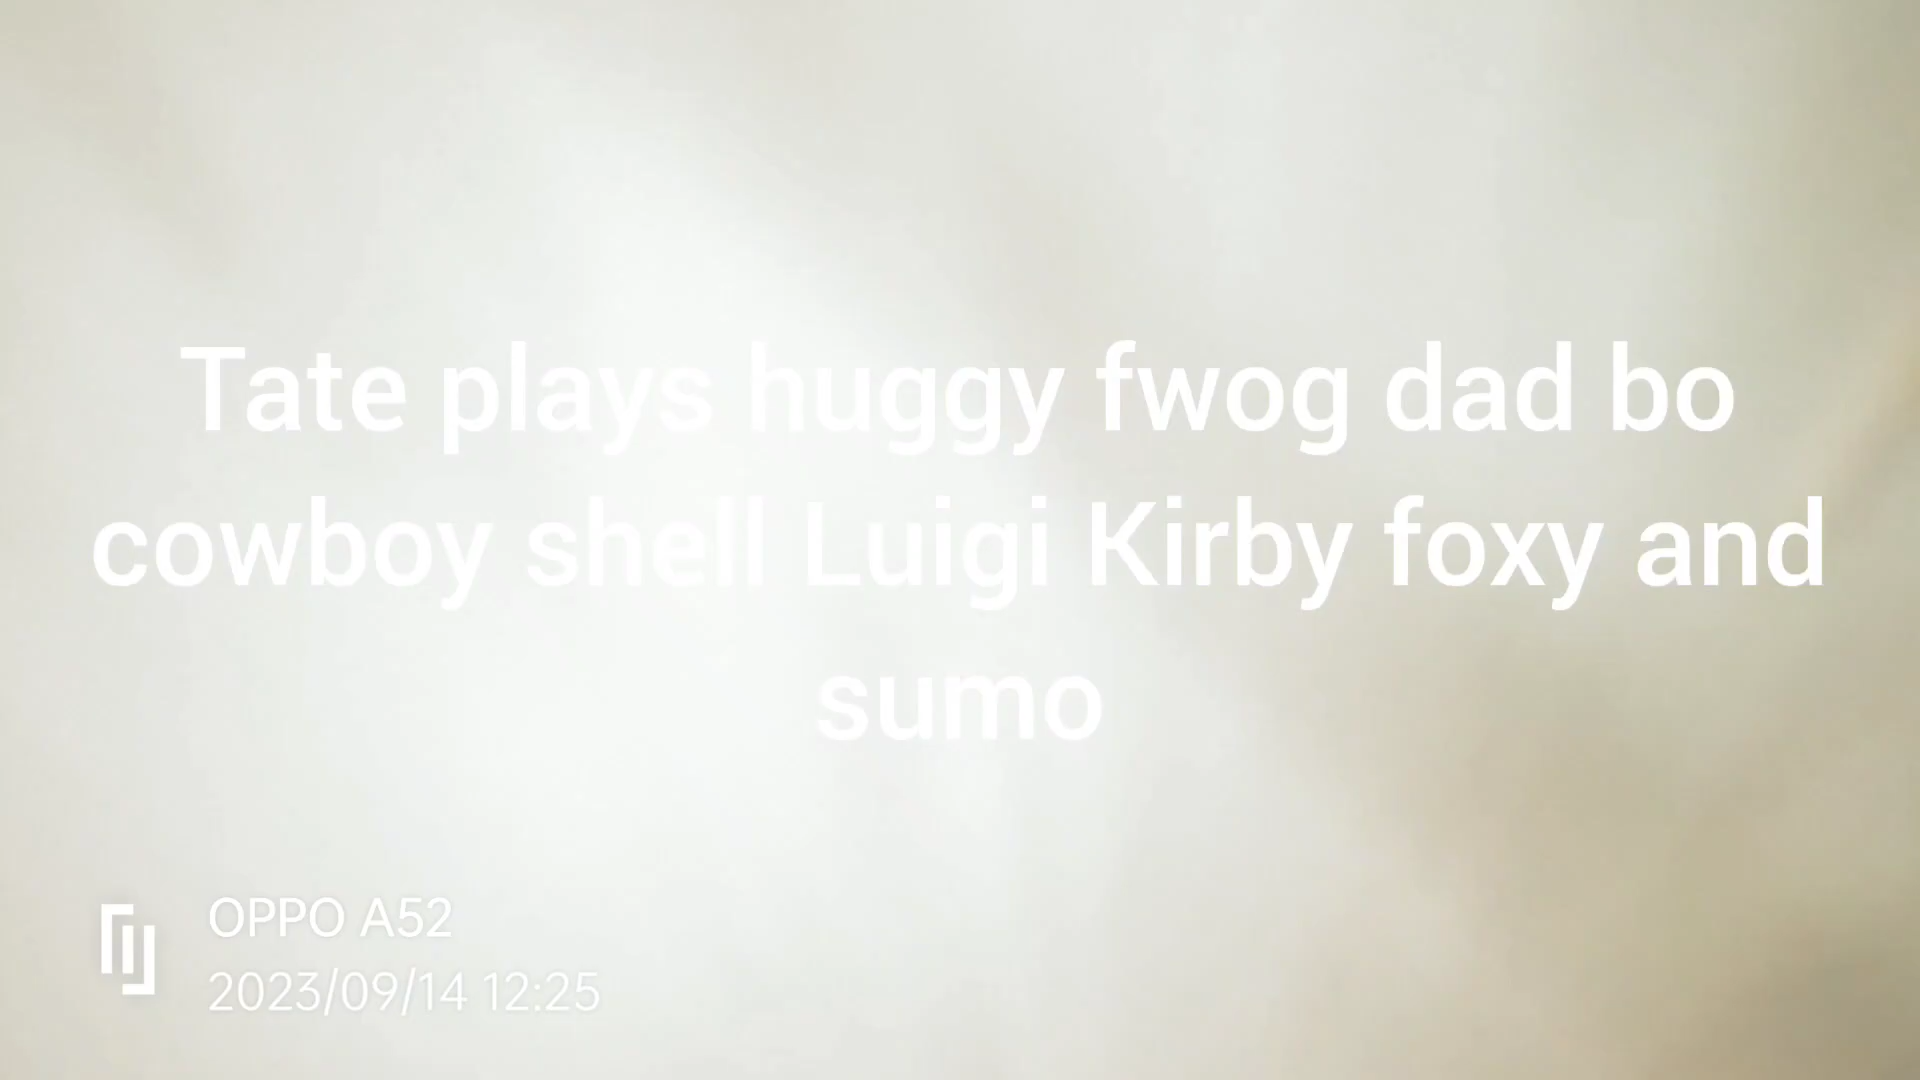 Tate plays huggy fwog dad bo
cowboy shell Luigi Kirby foxy and
sumo
OPPO A52
2023/09/14 12:25